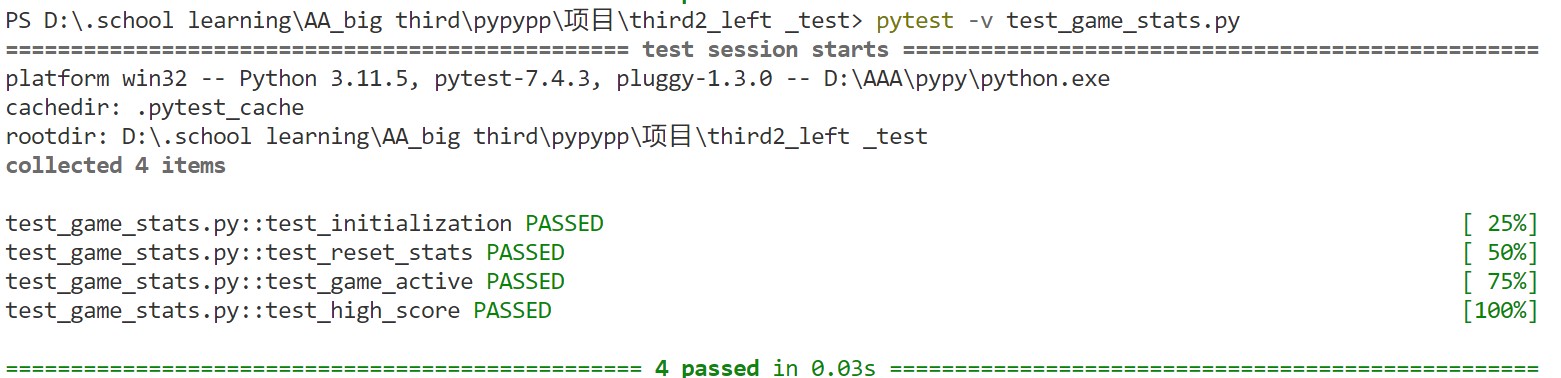 PS D:\.school learning\AA_big third\pypypp\项目\third2_left _test> pytest -v test_game_stats.py
================================================ test session starts =================================================
platform win32 -- Python 3.11.5, pytest-7.4.3, pluggy-1.3.0 -- D:\AAA\pypy\python.exe
cachedir: .pytest_cache
rootdir: D:\.school learning\AA_big third\pypypp\项目\third2_left _test
collected 4 items
test_game_stats.py::test_initialization PASSED [ 25%]
test_game_stats.py::test_reset_stats PASSED [ 50%]
test_game_stats.py::test_game_active PASSED [ 75%]
test_game_stats.py::test_high_score PASSED [100%]
================================================= 4 passed in 0.03s ==================================================